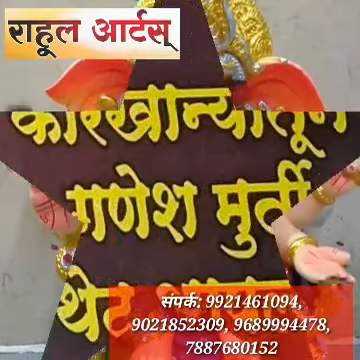 राहूल आर्टस्
कारखान्यातून
गणेश मुर्ती
थेट
संपर्क: 9921461094,
9021852309, 9689994478,
7887680152